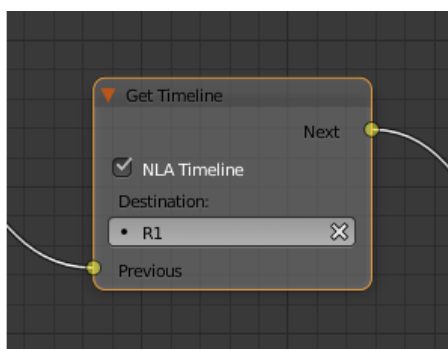 Get Timeline
Next
NLA Timeline
Destination:
R1
Previous